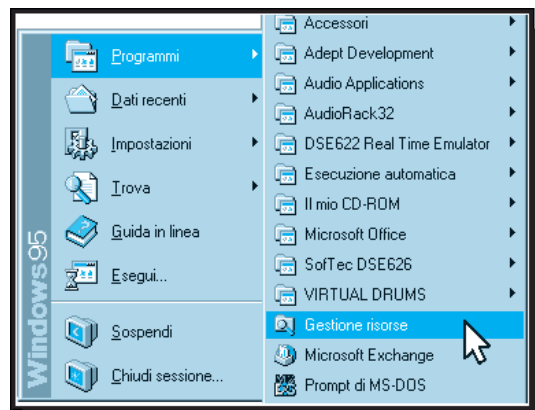 Windows95
Programmi
Dati recenti
Impostazioni
Trova
Guida in linea
Esegui...
Sospendi
Chiudi sessione...
Accessori
Adept Development
Audio Applications
AudioRack32
DSE622 Real Time Emulator
Esecuzione automatica
Il mio CD-ROM
Microsoft Office
SofTec DSE626
VIRTUAL DRUMS
Gestione risorse
Microsoft Exchange
Prompt di MS-DOS